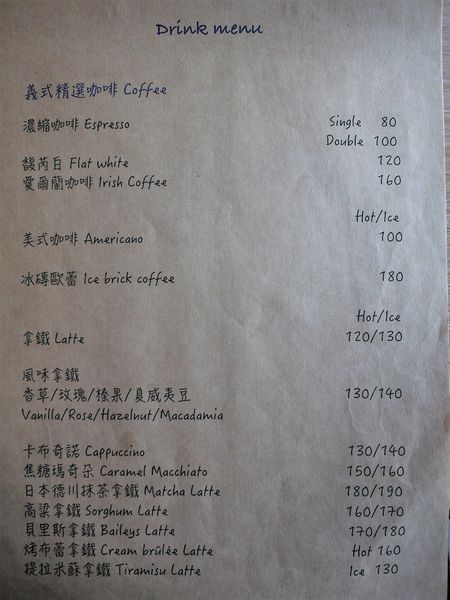 Drink menu
義式精選咖啡 Coffee
濃縮咖啡 Espresso Single 80
Double 100
馥芮白 Flat white 120
愛爾蘭咖啡 Irish Coffee 160
Hot/Ice
美式咖啡 Americano 100
冰磚歐蕾 Ice brick coffee 180
Hot/Ice
拿鐵 Latte 120/130
風味拿鐵
香草/玫瑰/榛果/夏威夷豆 130/140
Vanilla/Rose/Hazelnut/Macadamia
卡布奇諾 Cappuccino 130/140
焦糖瑪奇朵 Caramel Macchiato 150/160
日本德川抹茶拿鐵 Matcha Latte 180/190
高粱拿鐵 Sorghum Latte 160/170
貝里斯拿鐵 Baileys Latte 170/180
烤布蕾拿鐵 Cream brûlée Latte Hot 160
提拉米蘇拿鐵 Tiramisu Latte Ice 130